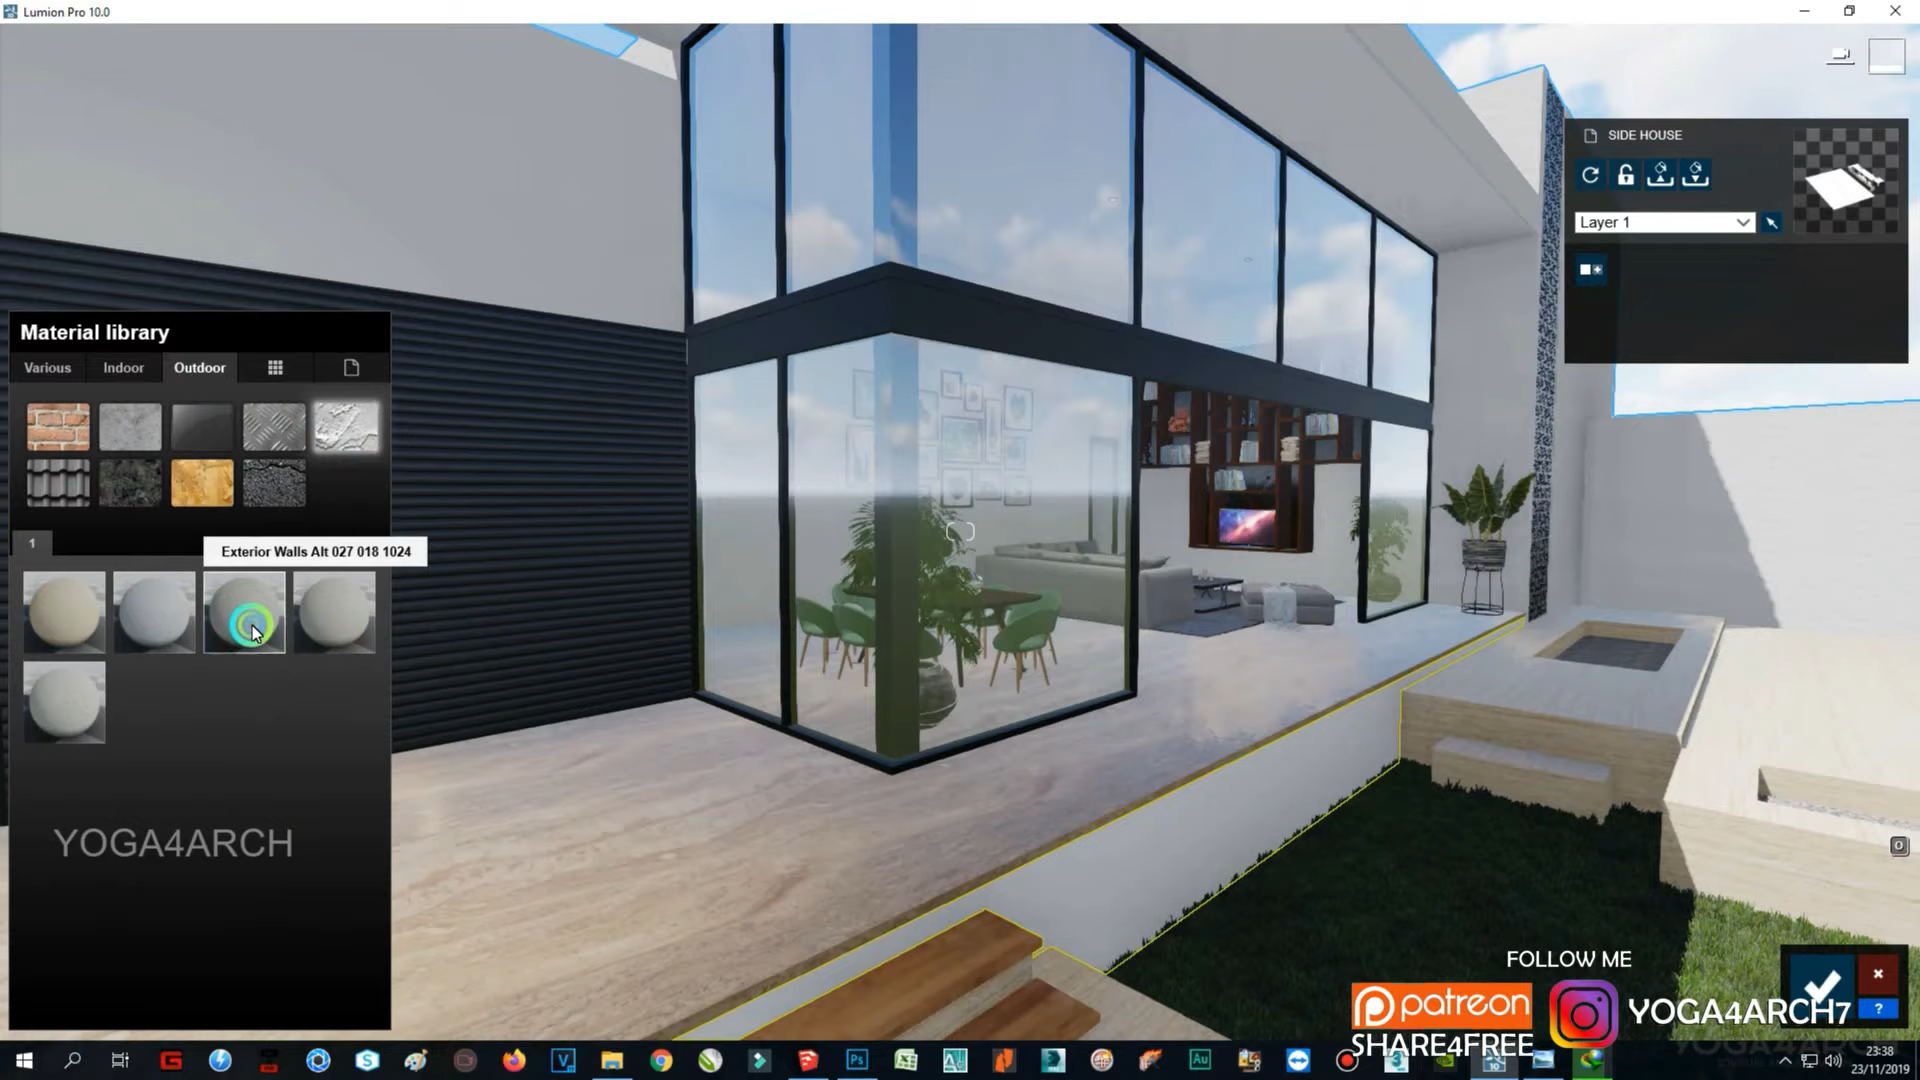 Lumion Pro 10.0
SIDE HOUSE
Layer 1
Material library
Various
Indoor
Outdoor
1
Exterior Walls Alt 027 018 1024
YOGA4ARCH
O
FOLLOW ME
patreon
YOGA4ARCH7
SHARE4FREE
?
23:38
23/11/2019